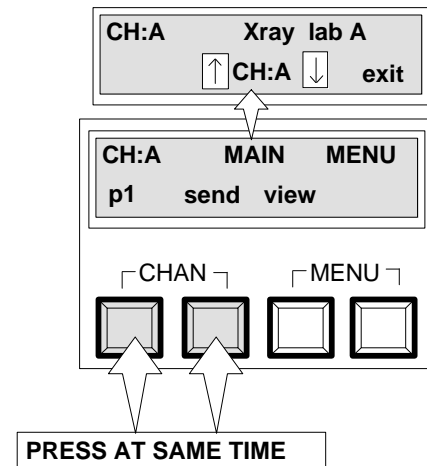 CH:A Xray lab A
↑ CH:A ↓ exit
CH:A MAIN MENU
p1 send view
CHAN MENU
PRESS AT SAME TIME